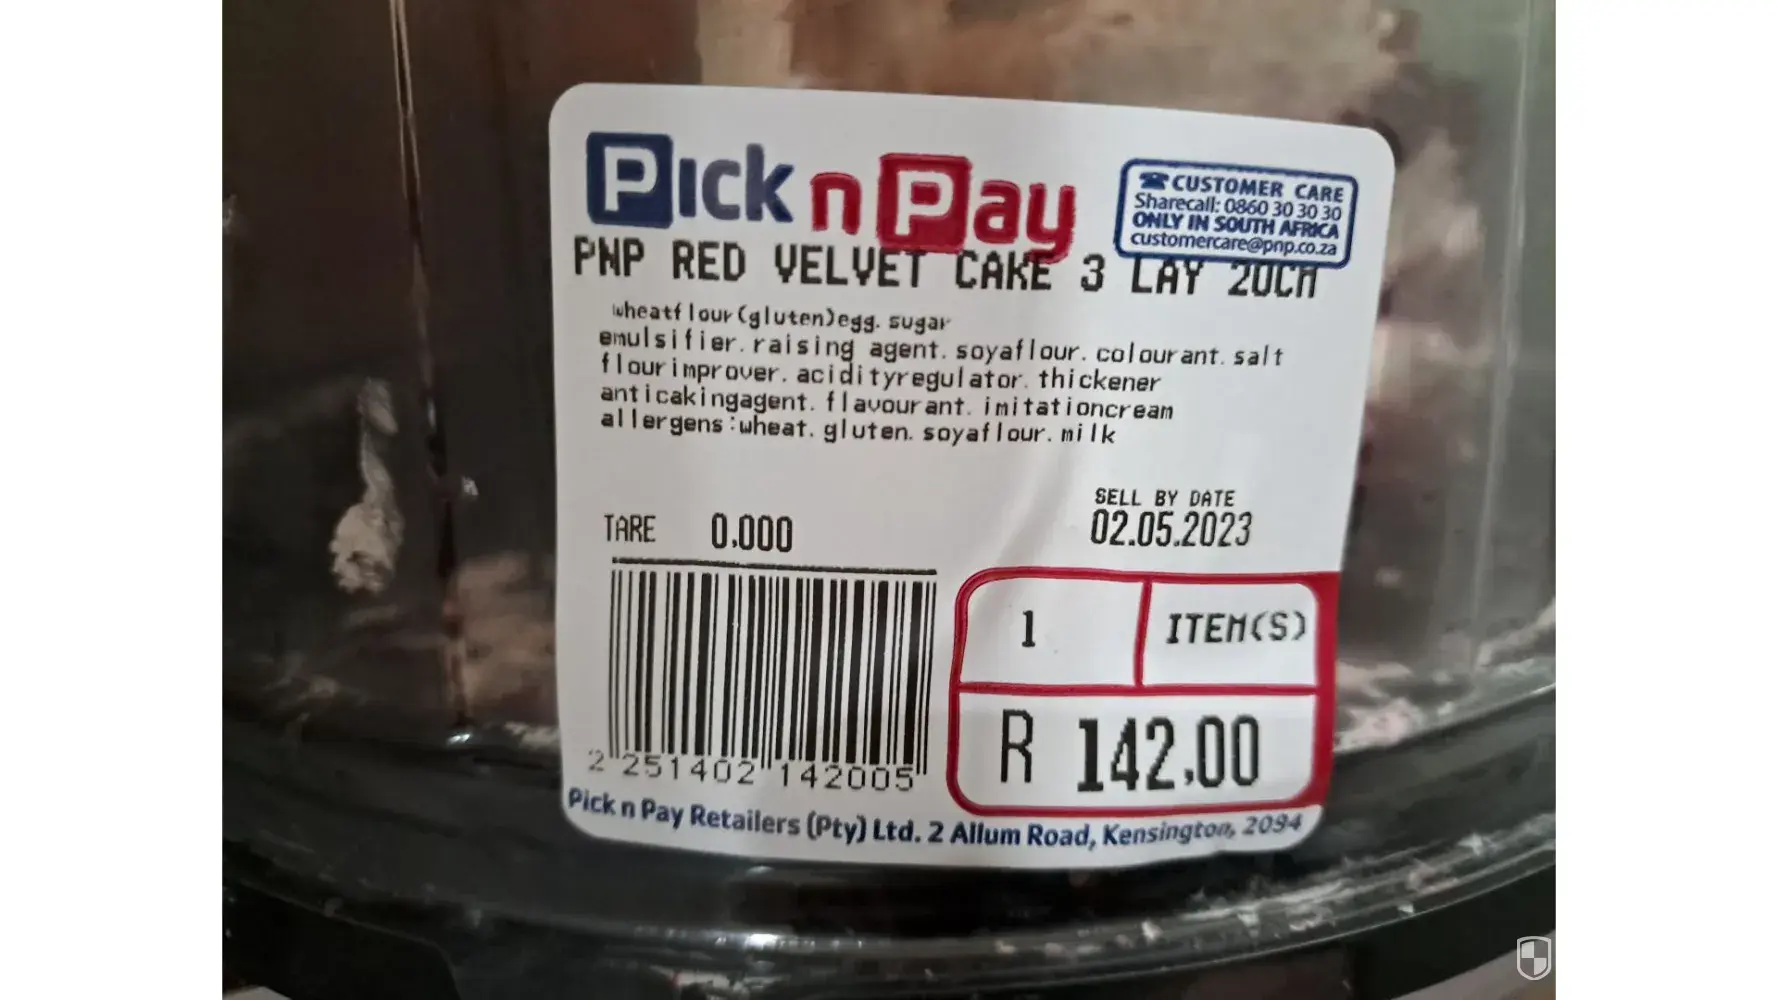 Pick n Pay
CUSTOMER CARE
Sharecall: 0860 30 30 30
ONLY IN SOUTH AFRICA
customercare@pnp.co.za
PNP RED VELVET CAKE 3 LAY 20CM
wheatflour(gluten)egg. sugar
emulsifier. raising agent. soyaflour. colourant. salt
flourimprover. acidityregulator. thickener
anticakingagent. flavourant. imitationcream
allergens:wheat. gluten. soyaflour. milk
SELL BY DATE
TARE 0.000 02.05.2023
1 ITEM(S)
R 142.00
2 251402 142005
Pick n Pay Retailers (Pty) Ltd. 2 Allum Road, Kensington, 2094